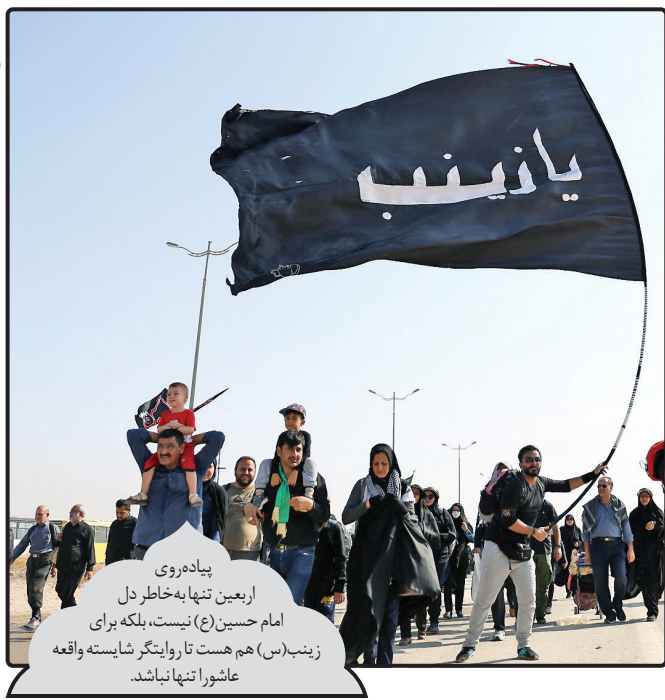 یا زینب
پیاده‌روی
اربعین تنها به‌خاطر دل
امام حسین(ع) نیست، بلکه برای
زینب(س) هم هست تا روایتگر شایسته واقعه
عاشورا تنها نباشد.